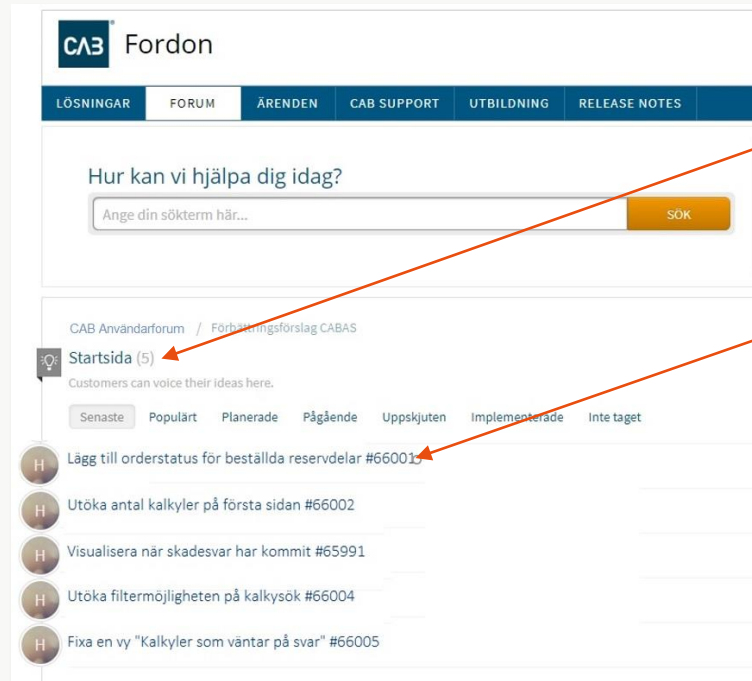 CAB Fordon
LÖSNINGAR FORUM ÄRENDEN CAB SUPPORT UTBILDNING RELEASE NOTES
Hur kan vi hjälpa dig idag?
Ange din sökterm här... SÖK
CAB Användarforum / Förbättringsförslag CABAS
Startsida (5)
Customers can voice their ideas here.
Senaste Populärt Planerade Pågående Uppskjuten Implementerade Inte taget
H Lägg till orderstatus för beställda reservdelar
H Utöka antal kalkyler på första sidan #66002
H Visualisera när skadesvar har kommit #65991
H Utöka filtermöjligheten på kalkysök #66004
H Fixa en vy "Kalkyler som väntar på svar" #66005